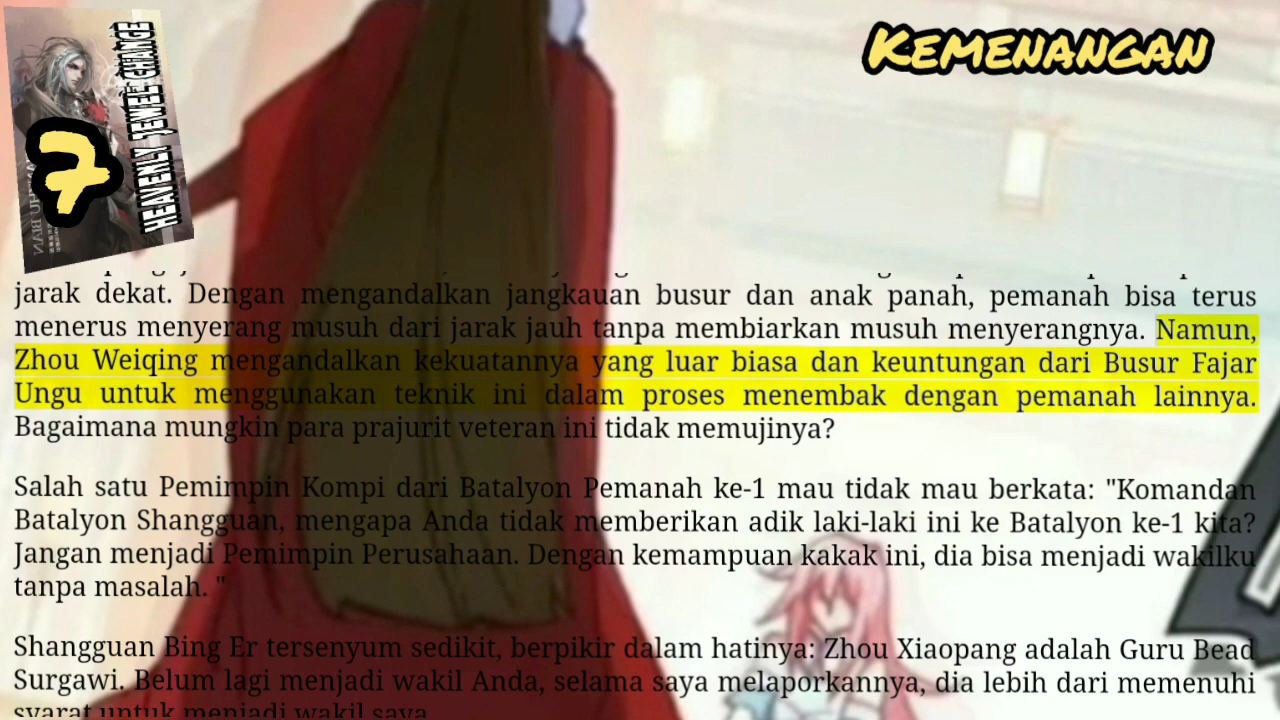 Kemenangan
7
HEAVENLY JEWEL CHANGE
jarak dekat. Dengan mengandalkan jangkauan busur dan anak panah, pemanah bisa terus
menerus menyerang musuh dari jarak jauh tanpa membiarkan musuh menyerangnya. Namun,
Zhou Weiqing mengandalkan kekuatannya yang luar biasa dan keuntungan dari Busur Fajar
Ungu untuk menggunakan teknik ini dalam proses menembak dengan pemanah lainnya.
Bagaimana mungkin para prajurit veteran ini tidak memujinya?
Salah satu Pemimpin Kompi dari Batalyon Pemanah ke-1 mau tidak mau berkata: "Komandan
Batalyon Shangguan, mengapa Anda tidak memberikan adik laki-laki ini ke Batalyon ke-1 kita?
Jangan menjadi Pemimpin Perusahaan. Dengan kemampuan kakak ini, dia bisa menjadi wakilku
tanpa masalah. "
Shangguan Bing Er tersenyum sedikit, berpikir dalam hatinya: Zhou Xiaopang adalah Guru Bead
Surgawi. Belum lagi menjadi wakil Anda, selama saya melaporkannya, dia lebih dari memenuhi
syarat untuk menjadi wakil saya